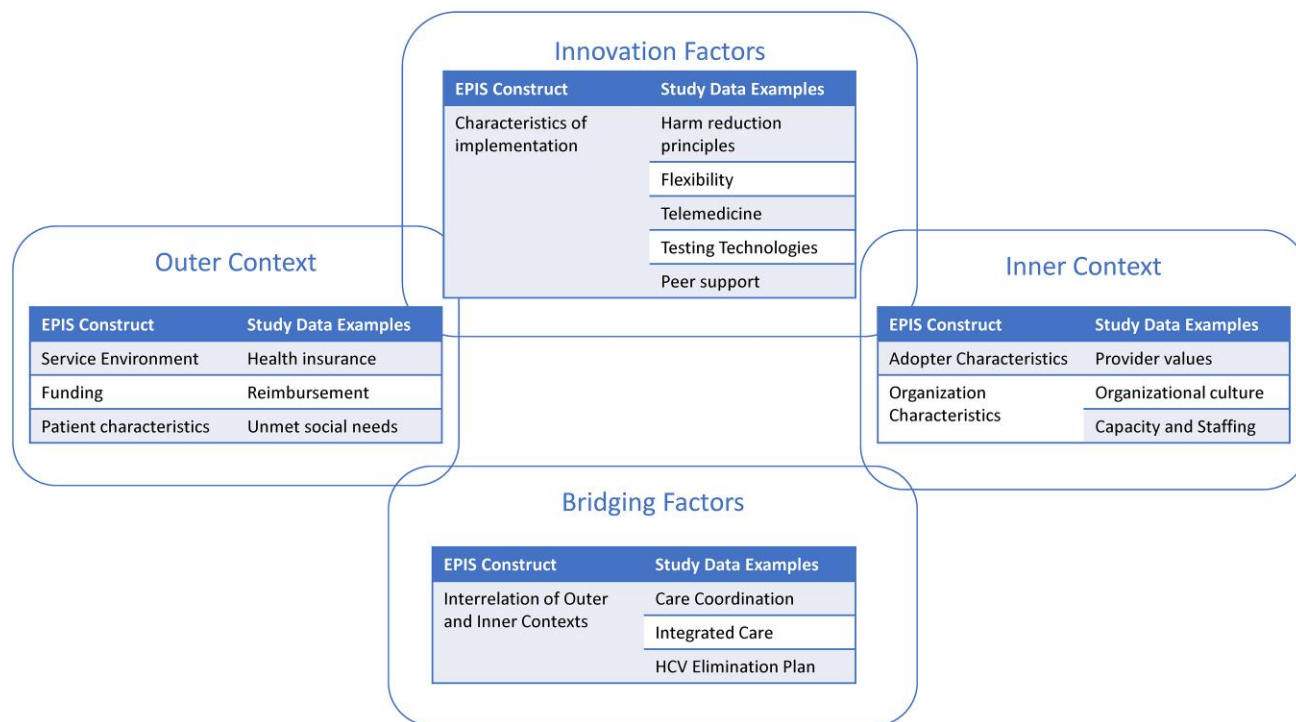 Innovation Factors
EPIS Construct Study Data Examples
Characteristics of implementation Harm reduction principles
Flexibility
Telemedicine
Testing Technologies
Peer support
Outer Context
EPIS Construct Study Data Examples
Service Environment Health insurance
Funding Reimbursement
Patient characteristics Unmet social needs
Inner Context
EPIS Construct Study Data Examples
Adopter Characteristics Provider values
Organization Characteristics Organizational culture
Capacity and Staffing
Bridging Factors
EPIS Construct Study Data Examples
Interrelation of Outer and Inner Contexts Care Coordination
Integrated Care
HCV Elimination Plan